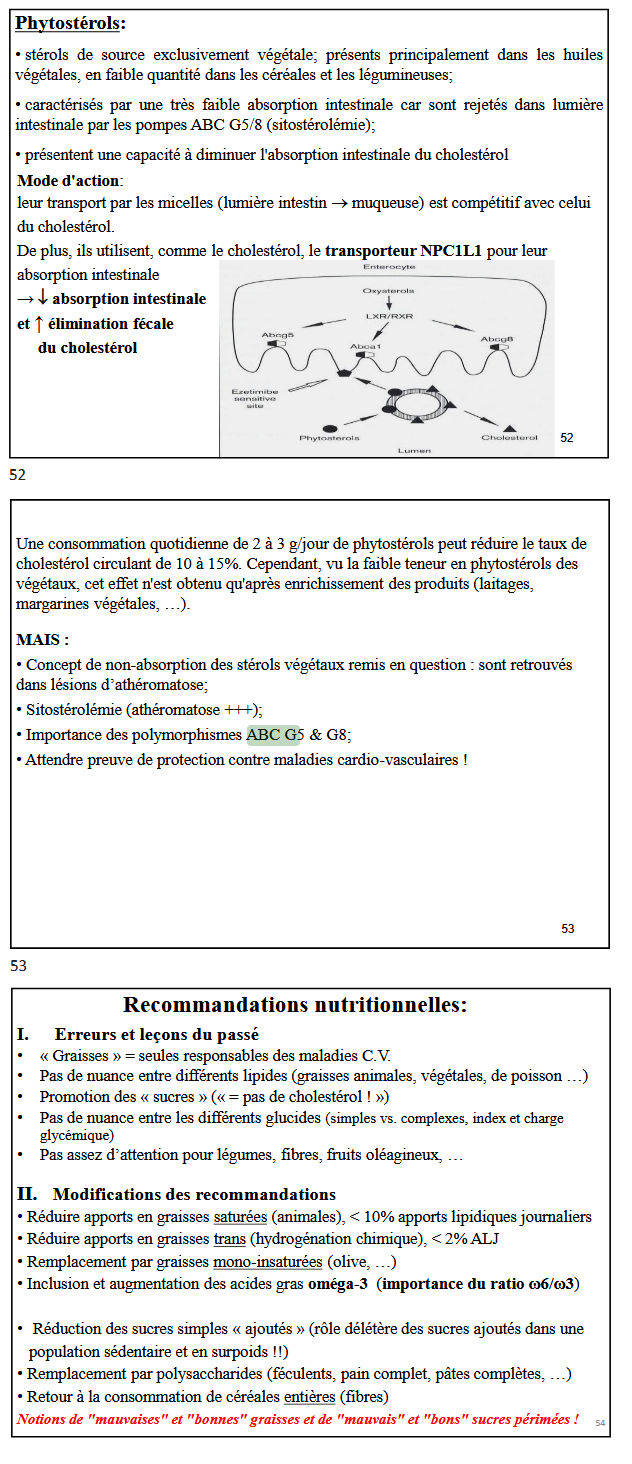 Phytostérols:
• stérols de source exclusivement végétale; présents principalement dans les huiles
végétales, en faible quantité dans les céréales et les légumineuses;
• caractérisés par une très faible absorption intestinale car sont rejetés dans lumière
intestinale par les pompes ABC G5/8 (sitostérolémie);
• présentent une capacité à diminuer l'absorption intestinale du cholestérol
Mode d'action:
leur transport par les micelles (lumière intestin → muqueuse) est compétitif avec celui
du cholestérol.
De plus, ils utilisent, comme le cholestérol, le transporteur NPC1L1 pour leur
absorption intestinale
→ ↓ absorption intestinale
et ↑ élimination fécale
du cholestérol
Enterocyte
Oxysterols
LXR/RXR
Abcg5
Abca1
Abcg8
Ezetimibe
sensitive
site
Phytosterols
Cholesterol
Lumen
52
52
Une consommation quotidienne de 2 à 3 g/jour de phytostérols peut réduire le taux de
cholestérol circulant de 10 à 15%. Cependant, vu la faible teneur en phytostérols des
végétaux, cet effet n'est obtenu qu'après enrichissement des produits (laitages,
margarines végétales, …).
MAIS :
• Concept de non-absorption des stérols végétaux remis en question : sont retrouvés
dans lésions d’athéromatose;
• Sitostérolémie (athéromatose +++);
• Importance des polymorphismes ABC G5 & G8;
• Attendre preuve de protection contre maladies cardio-vasculaires !
53
53
Recommandations nutritionnelles:
I. Erreurs et leçons du passé
• « Graisses » = seules responsables des maladies C.V.
• Pas de nuance entre différents lipides (graisses animales, végétales, de poisson …)
• Promotion des « sucres » (« = pas de cholestérol ! »)
• Pas de nuance entre les différents glucides (simples vs. complexes, index et charge
glycémique)
• Pas assez d’attention pour légumes, fibres, fruits oléagineux, …
II. Modifications des recommandations
• Réduire apports en graisses saturées (animales), < 10% apports lipidiques journaliers
• Réduire apports en graisses trans (hydrogénation chimique), < 2% ALJ
• Remplacement par graisses mono-insaturées (olive, …)
• Inclusion et augmentation des acides gras oméga-3 (importance du ratio ω6/ω3)
• Réduction des sucres simples « ajoutés » (rôle délétère des sucres ajoutés dans une
population sédentaire et en surpoids !!)
• Remplacement par polysaccharides (féculents, pain complet, pâtes complètes, …)
• Retour à la consommation de céréales entières (fibres)
Notions de "mauvaises" et "bonnes" graisses et de "mauvais" et "bons" sucres périmées !
54